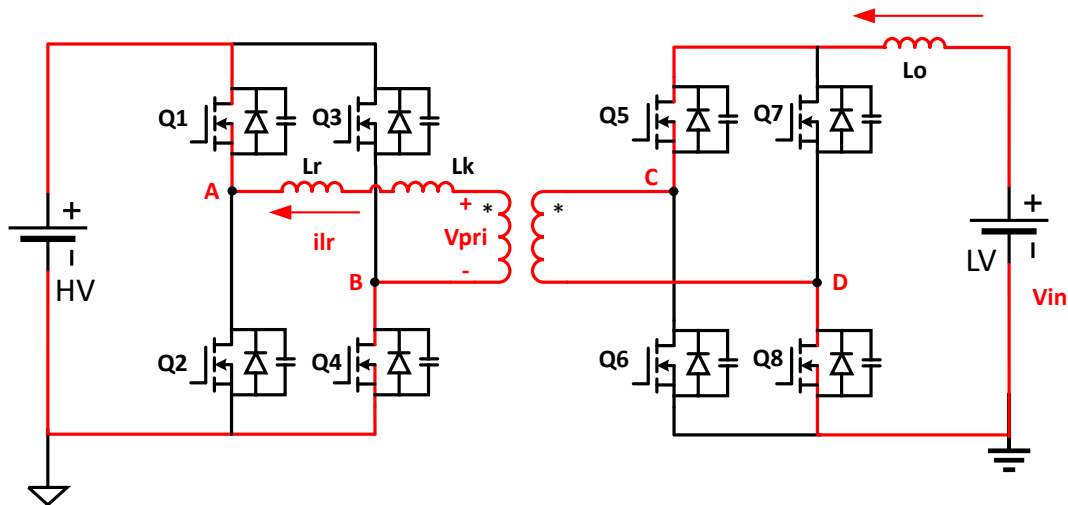 Lo
Q1
Q3
Q5
Q7
Lr
Lk
A
C
+
*
*
+
+
ilr
Vpri
-
B
D
−
HV
−
LV
Vin
Q2
Q4
Q6
Q8